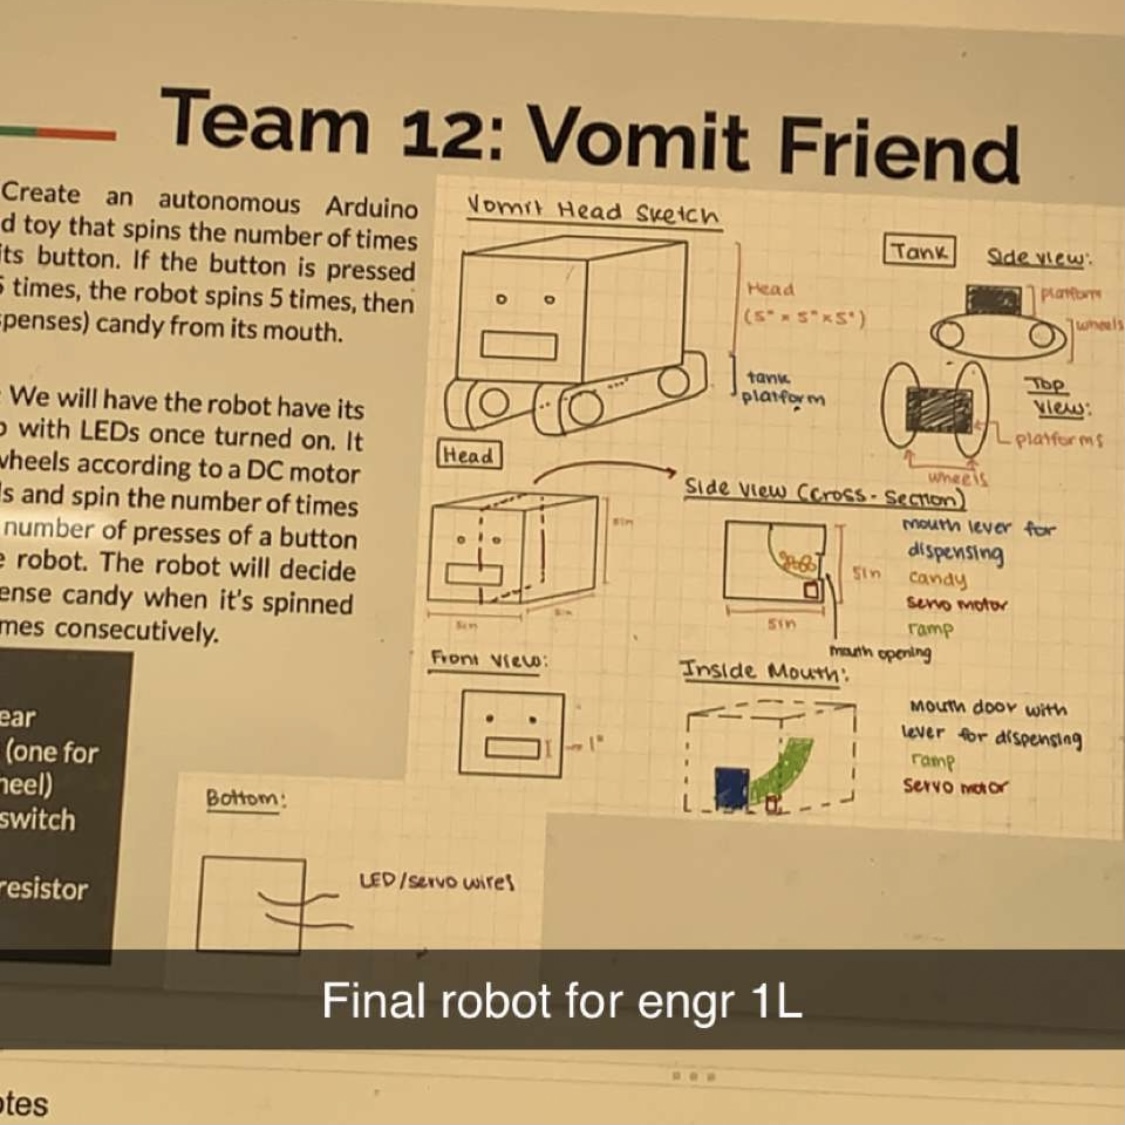 Team 12: Vomit Friend
Create an autonomous Arduino
d toy that spins the number of times
its button. If the button is pressed
5 times, the robot spins 5 times, then
spenses) candy from its mouth.
We will have the robot have its
with LEDs once turned on. It
wheels according to a DC motor
ls and spin the number of times
number of presses of a button
e robot. The robot will decide
ense candy when it's spinned
mes consecutively.
ear
(one for
heel)
switch
resistor
Vomit Head Sketch
Head
(5" × 5" × 5")
tank
platform
Tank
Side view:
platform
wheels
Top
view:
platforms
wheels
Head
5in
5in
5in
Side View (Cross-Section)
5in
5in
mouth opening
mouth lever for
dispensing
candy
servo motor
ramp
Front View:
1"
Inside Mouth:
mouth door with
lever for dispensing
ramp
servo motor
Bottom:
LED/servo wires
Final robot for engr 1L
otes